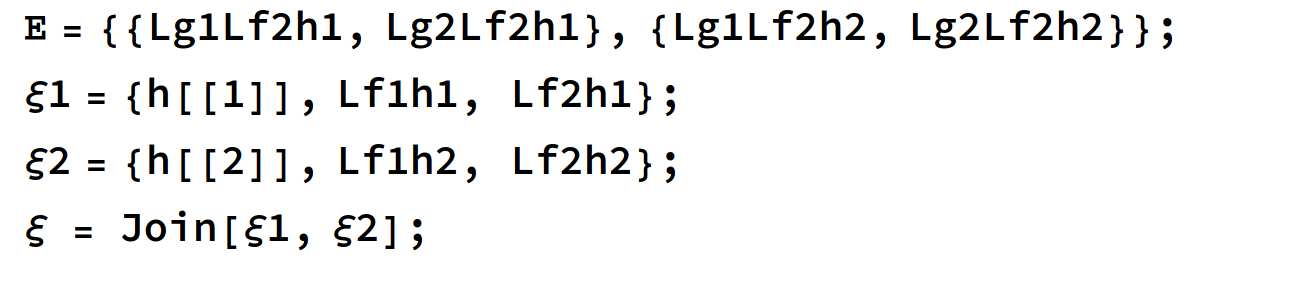 E = {{Lg1Lf2h1, Lg2Lf2h1}, {Lg1Lf2h2, Lg2Lf2h2}};
ξ1 = {h[[1]], Lf1h1, Lf2h1};
ξ2 = {h[[2]], Lf1h2, Lf2h2};
ξ = Join[ξ1, ξ2];